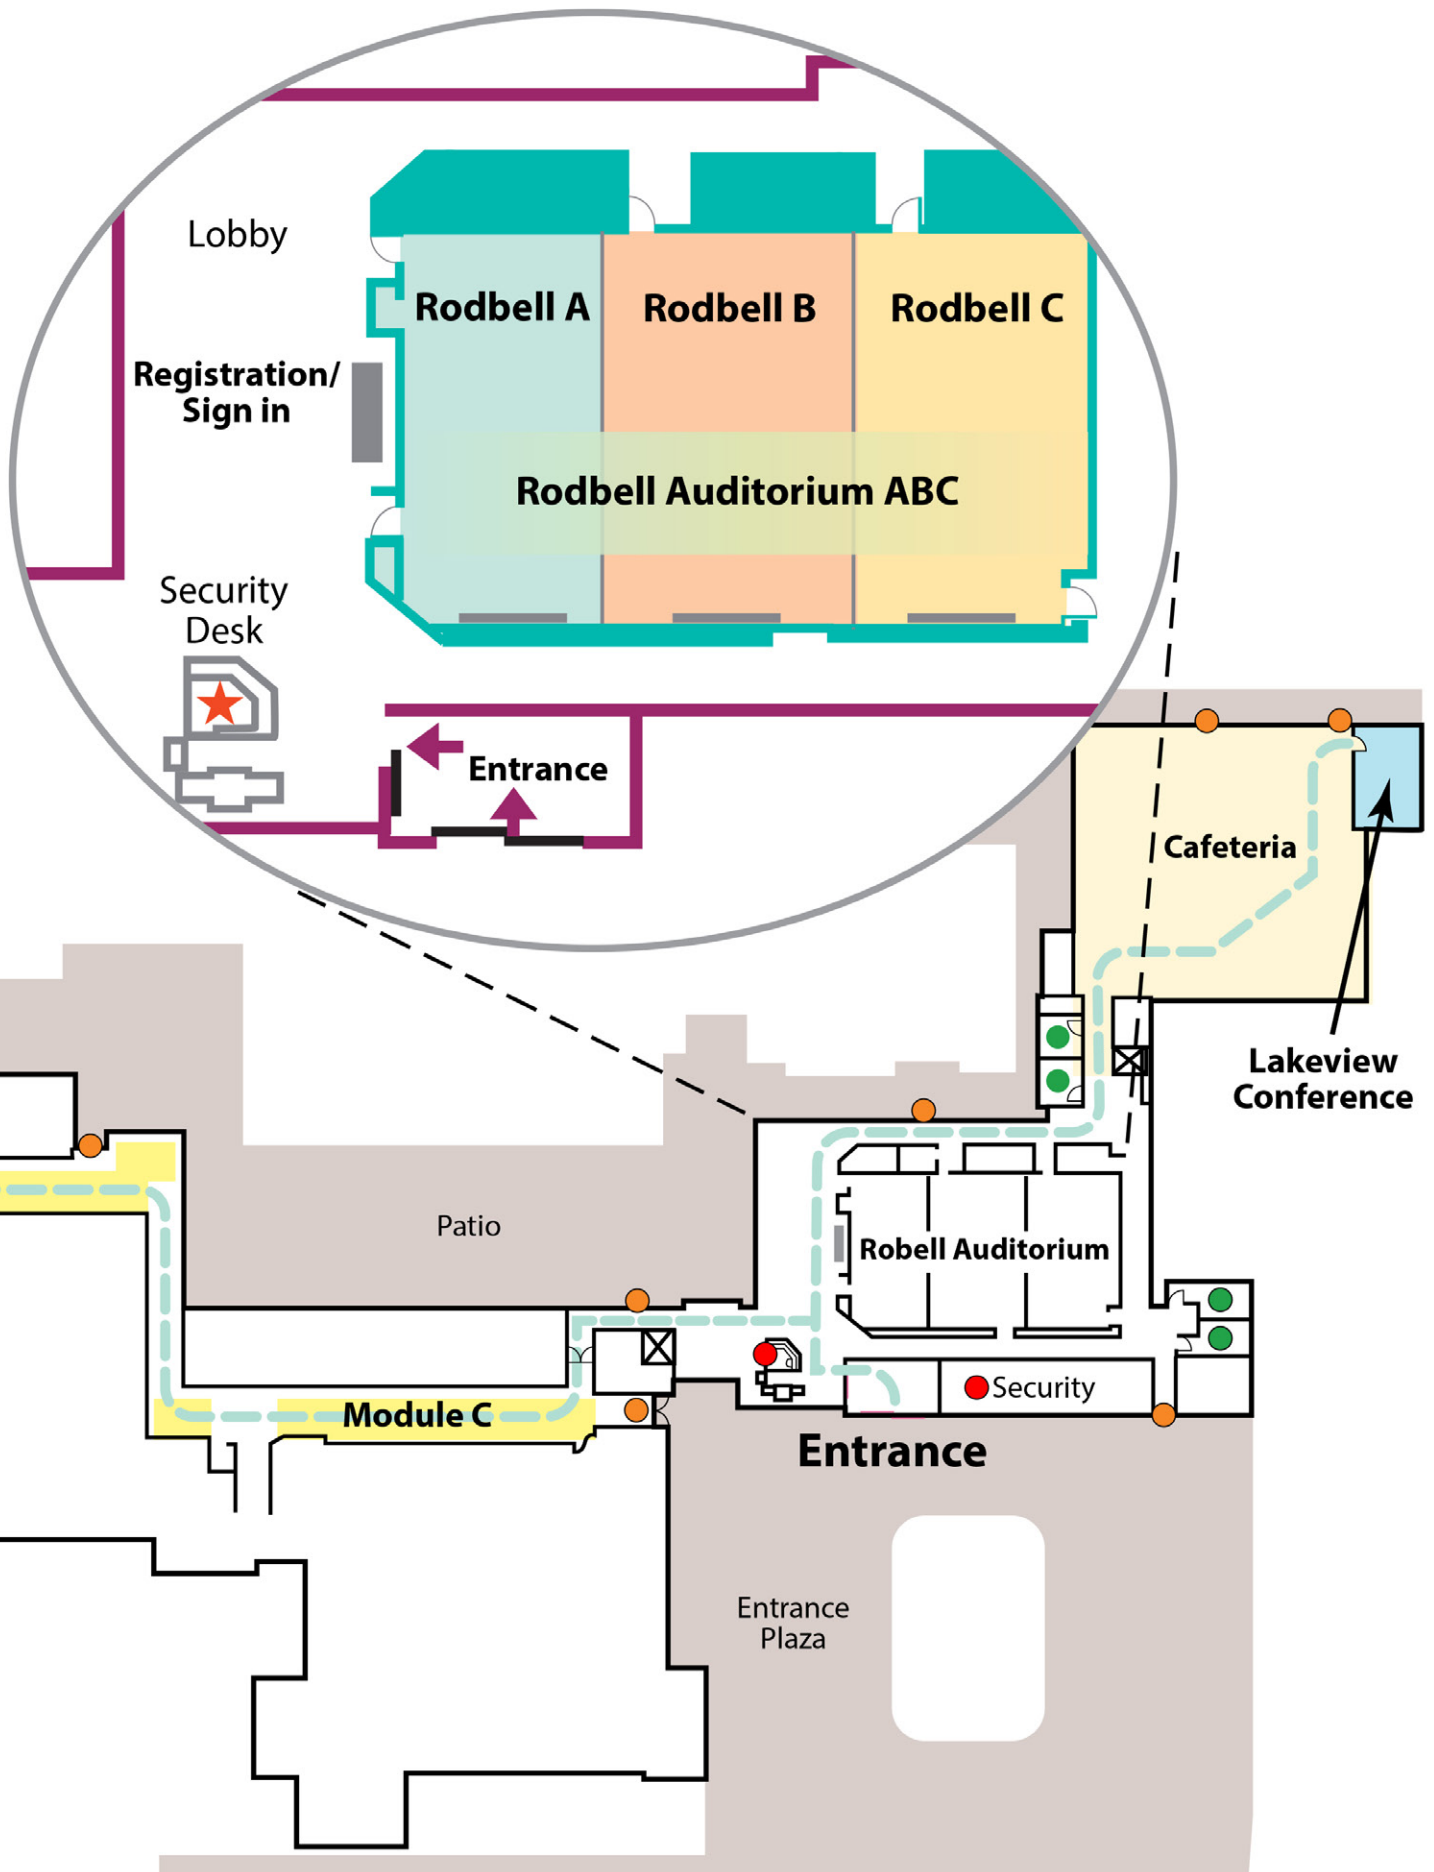 Lobby
Rodbell A
Rodbell B
Rodbell C
Registration/
Sign in
Rodbell Auditorium ABC
Security
Desk
Entrance
Cafeteria
Lakeview
Conference
Patio
Robell Auditorium
Security
Module C
Entrance
Entrance
Plaza